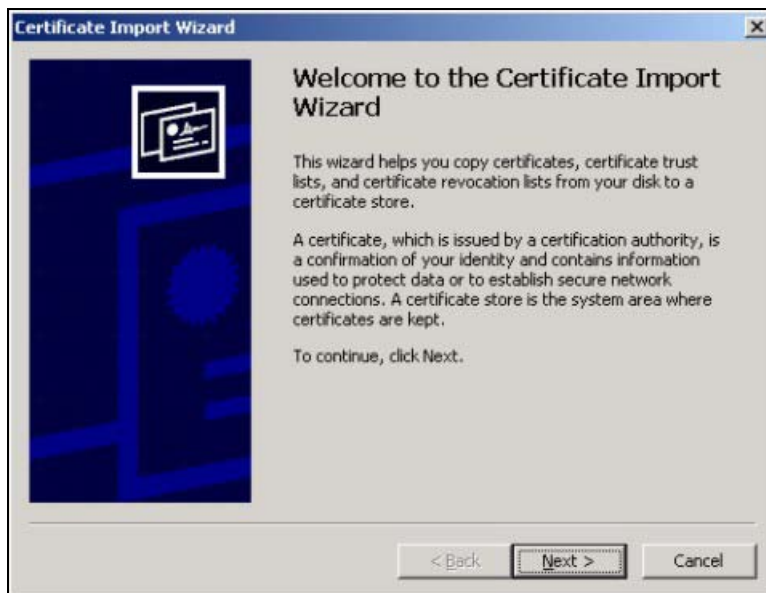 Certificate Import Wizard
Welcome to the Certificate Import
Wizard
This wizard helps you copy certificates, certificate trust
lists, and certificate revocation lists from your disk to a
certificate store.
A certificate, which is issued by a certification authority, is
a confirmation of your identity and contains information
used to protect data or to establish secure network
connections. A certificate store is the system area where
certificates are kept.
To continue, click Next.
< Back Next > Cancel